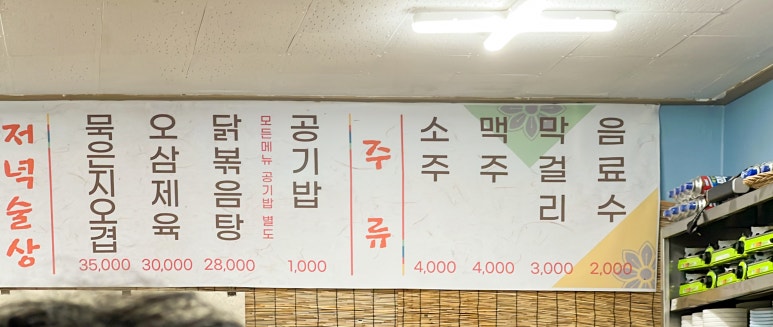 저녁술상
묵은지오겹
35,000
오삼제육
30,000
닭볶음탕
28,000
모든메뉴 공기밥 별도
공기밥
1,000
주류
소주
4,000
맥주
4,000
막걸리
3,000
음료수
2,000